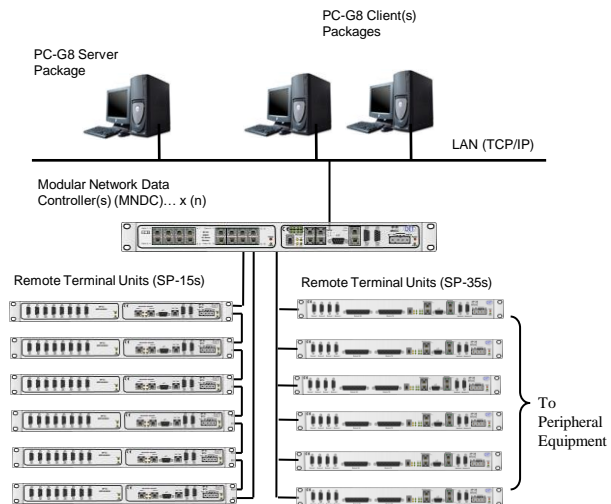 PC-G8 Client(s)
Packages
PC-G8 Server
Package
LAN (TCP/IP)
Modular Network Data
Controller(s) (MNDC)... x (n)
Remote Terminal Units (SP-15s)
Remote Terminal Units (SP-35s)
To
Peripheral
Equipment